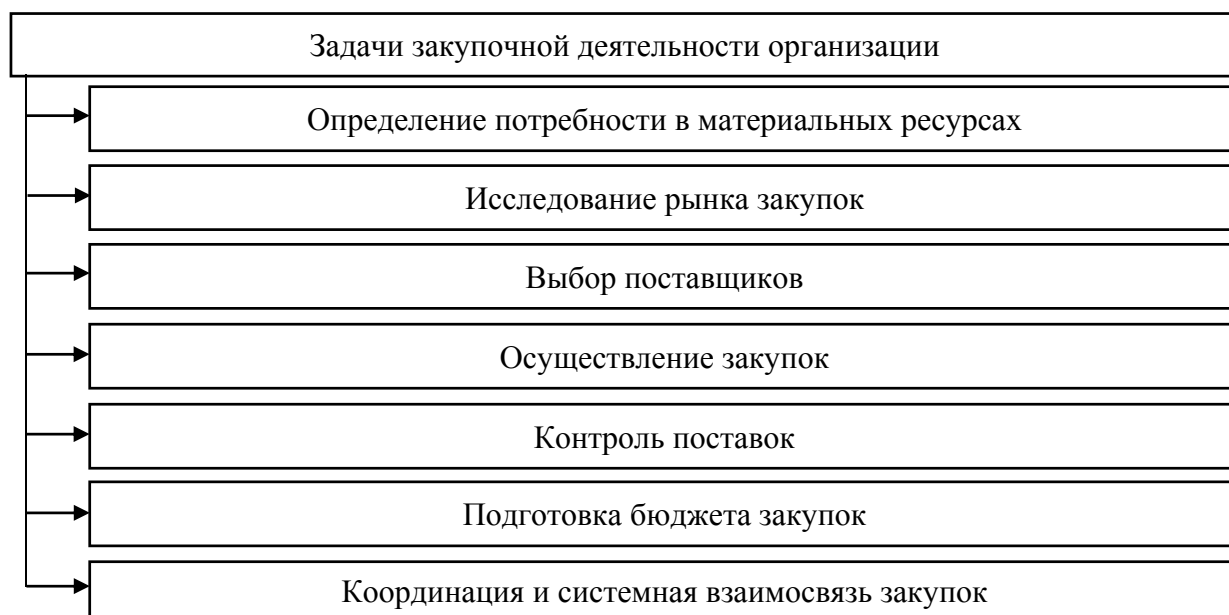 Задачи закупочной деятельности организации
Определение потребности в материальных ресурсах
Исследование рынка закупок
Выбор поставщиков
Осуществление закупок
Контроль поставок
Подготовка бюджета закупок
Координация и системная взаимосвязь закупок